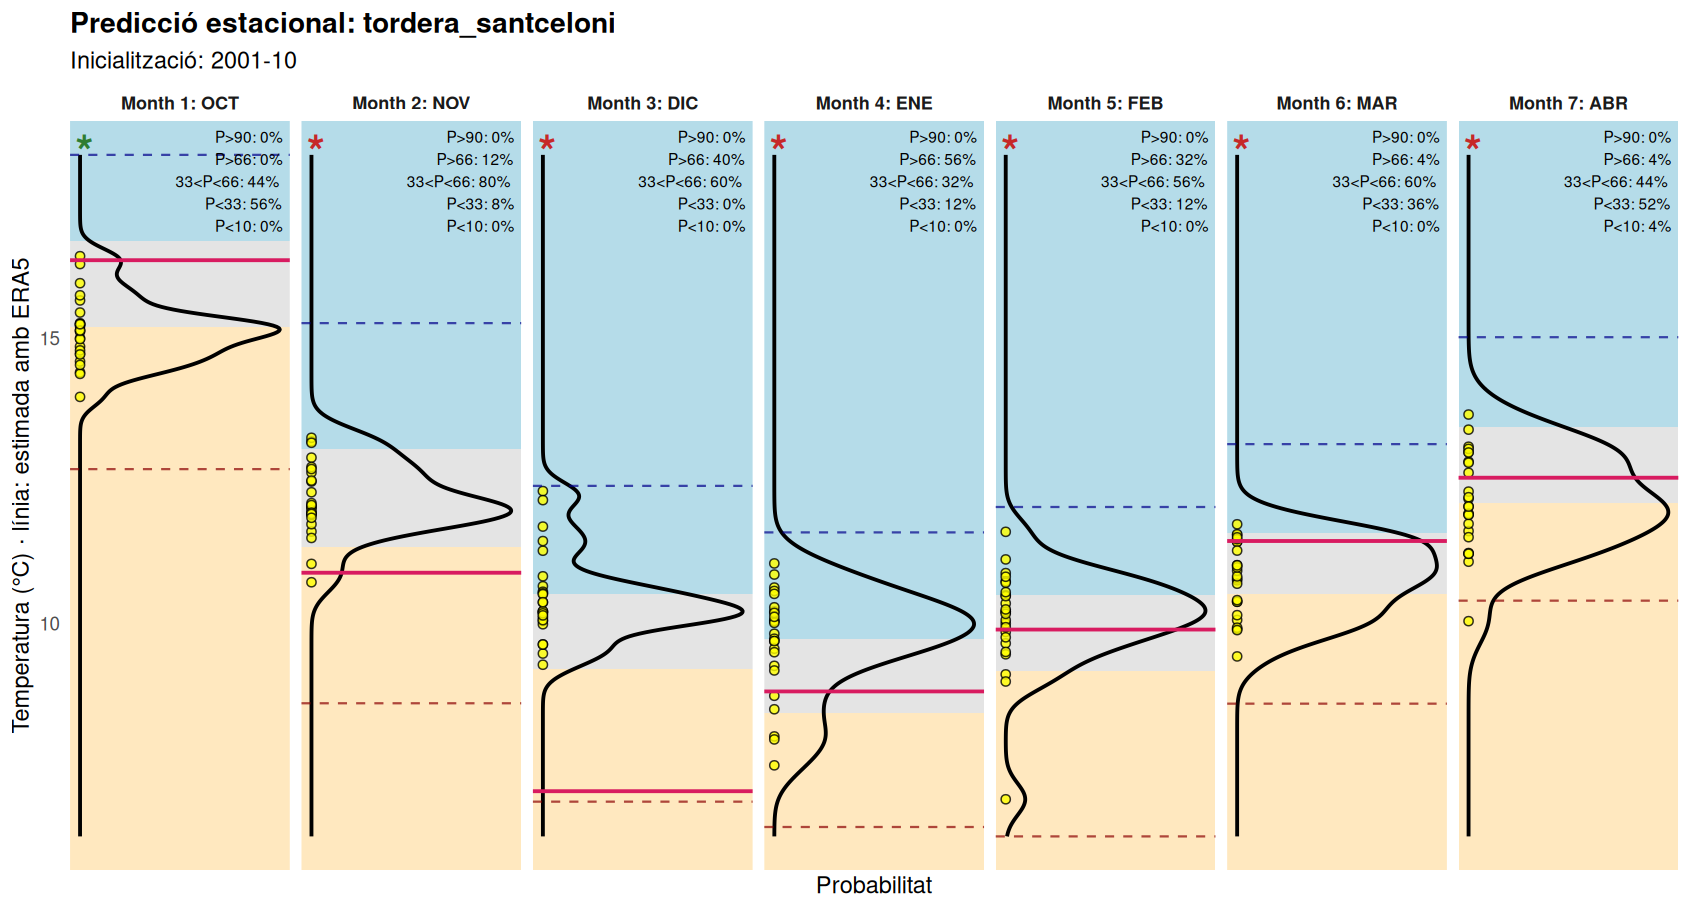 Predicció estacional: tordera_santceloni
Inicialització: 2001-10
Month 1: OCT
Month 2: NOV
Month 3: DIC
Month 4: ENE
Month 5: FEB
Month 6: MAR
Month 7: ABR
*
P>90: 0%
P>66: 0%
33<P<66: 44%
P<33: 56%
P<10: 0%
*
P>90: 0%
P>66: 12%
33<P<66: 80%
P<33: 8%
P<10: 0%
*
P>90: 0%
P>66: 40%
33<P<66: 60%
P<33: 0%
P<10: 0%
*
P>90: 0%
P>66: 56%
33<P<66: 32%
P<33: 12%
P<10: 0%
*
P>90: 0%
P>66: 32%
33<P<66: 56%
P<33: 12%
P<10: 0%
*
P>90: 0%
P>66: 4%
33<P<66: 60%
P<33: 36%
P<10: 0%
*
P>90: 0%
P>66: 4%
33<P<66: 44%
P<33: 52%
P<10: 4%
15
10
Temperatura (°C) · línia: estimada amb ERA5
Probabilitat